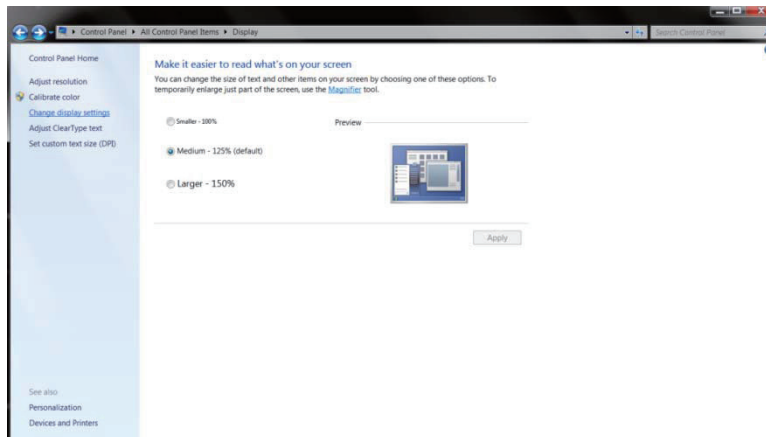 Control Panel ▸ All Control Panel Items ▸ Display
Search Control Panel
Control Panel Home
Adjust resolution
Calibrate color
Change display settings
Adjust ClearType text
Set custom text size (DPI)
Make it easier to read what's on your screen
You can change the size of text and other items on your screen by choosing one of these options. To
temporarily enlarge just part of the screen, use the Magnifier tool.
Smaller - 100%
Preview
Medium - 125% (default)
Larger - 150%
Apply
See also
Personalization
Devices and Printers